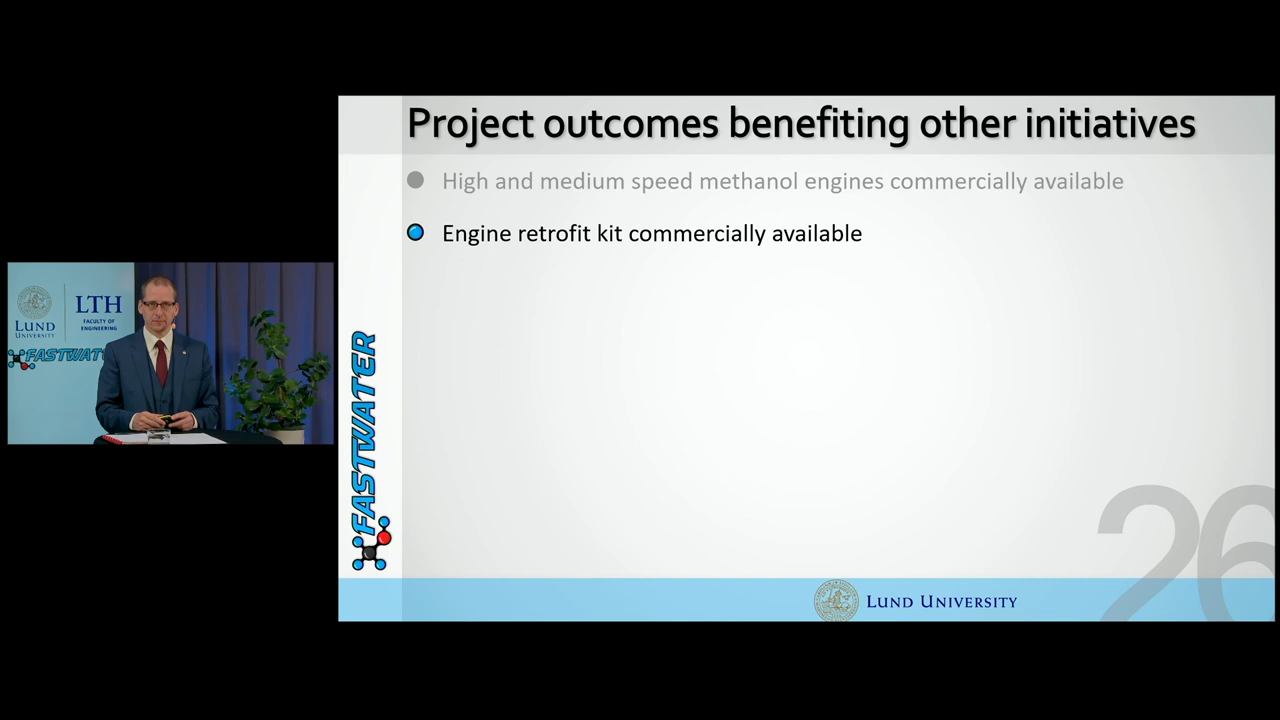 Project outcomes benefiting other initiatives
High and medium speed methanol engines commercially available
Engine retrofit kit commercially available
LUND
UNIVERSITY
LTH
FACULTY OF
ENGINEERING
FASTWATER
FASTWATER
LUND UNIVERSITY
26